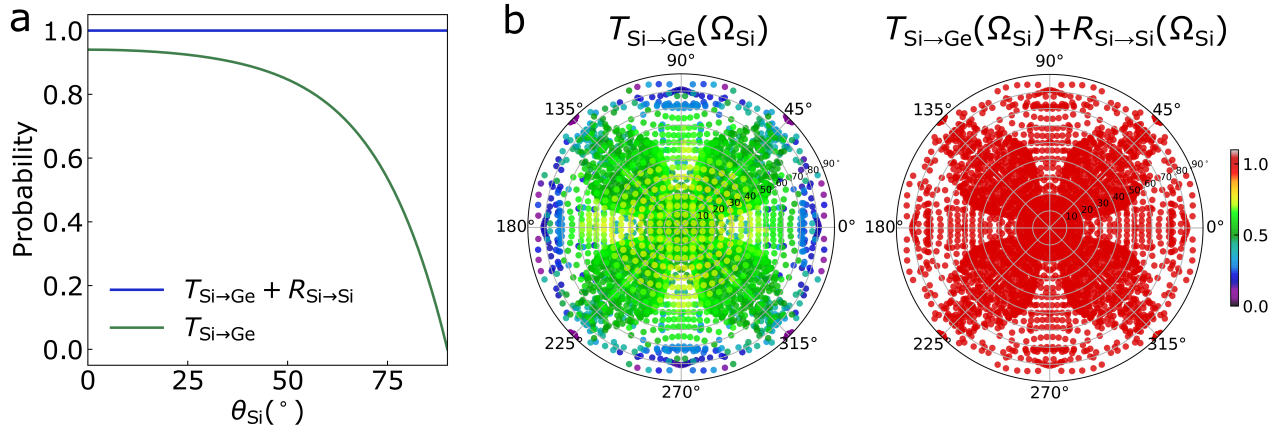 a
Probability
1.0
0.8
0.6
0.4
0.2
0.0
T_Si→Ge + R_Si→Si
T_Si→Ge
0 25 50 75
θ_Si(°)
b
T_Si→Ge(Ω_Si)
90°
135° 45°
180° 0°
225° 315°
270°
10 20 30 40 50 60 70 80 90°
T_Si→Ge(Ω_Si)+R_Si→Si(Ω_Si)
90°
135° 45°
180° 0°
225° 315°
270°
10 20 30 40 50 60 70 80 90°
1.0
0.5
0.0